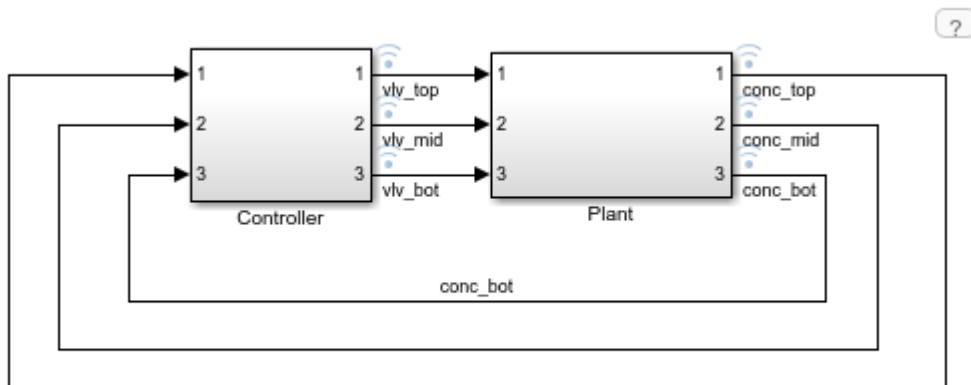 ?
1 1 1 1
vlv_top conc_top
2 2 2 2
vlv_mid conc_mid
3 3 3 3
vlv_bot conc_bot
Controller Plant
conc_bot